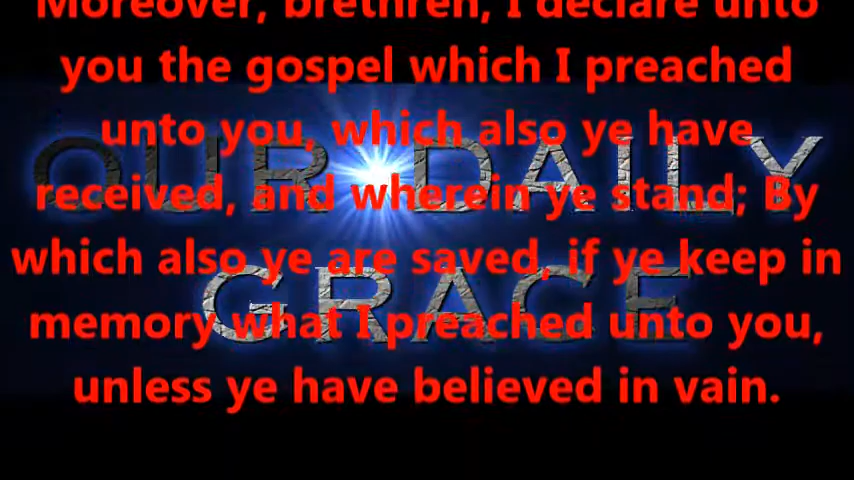 Moreover, brethren, I declare unto
you the gospel which I preached
unto you, which also ye have
received, and wherein ye stand; By
which also ye are saved, if ye keep in
memory what I preached unto you,
unless ye have believed in vain.
OUR DAILY
GRACE